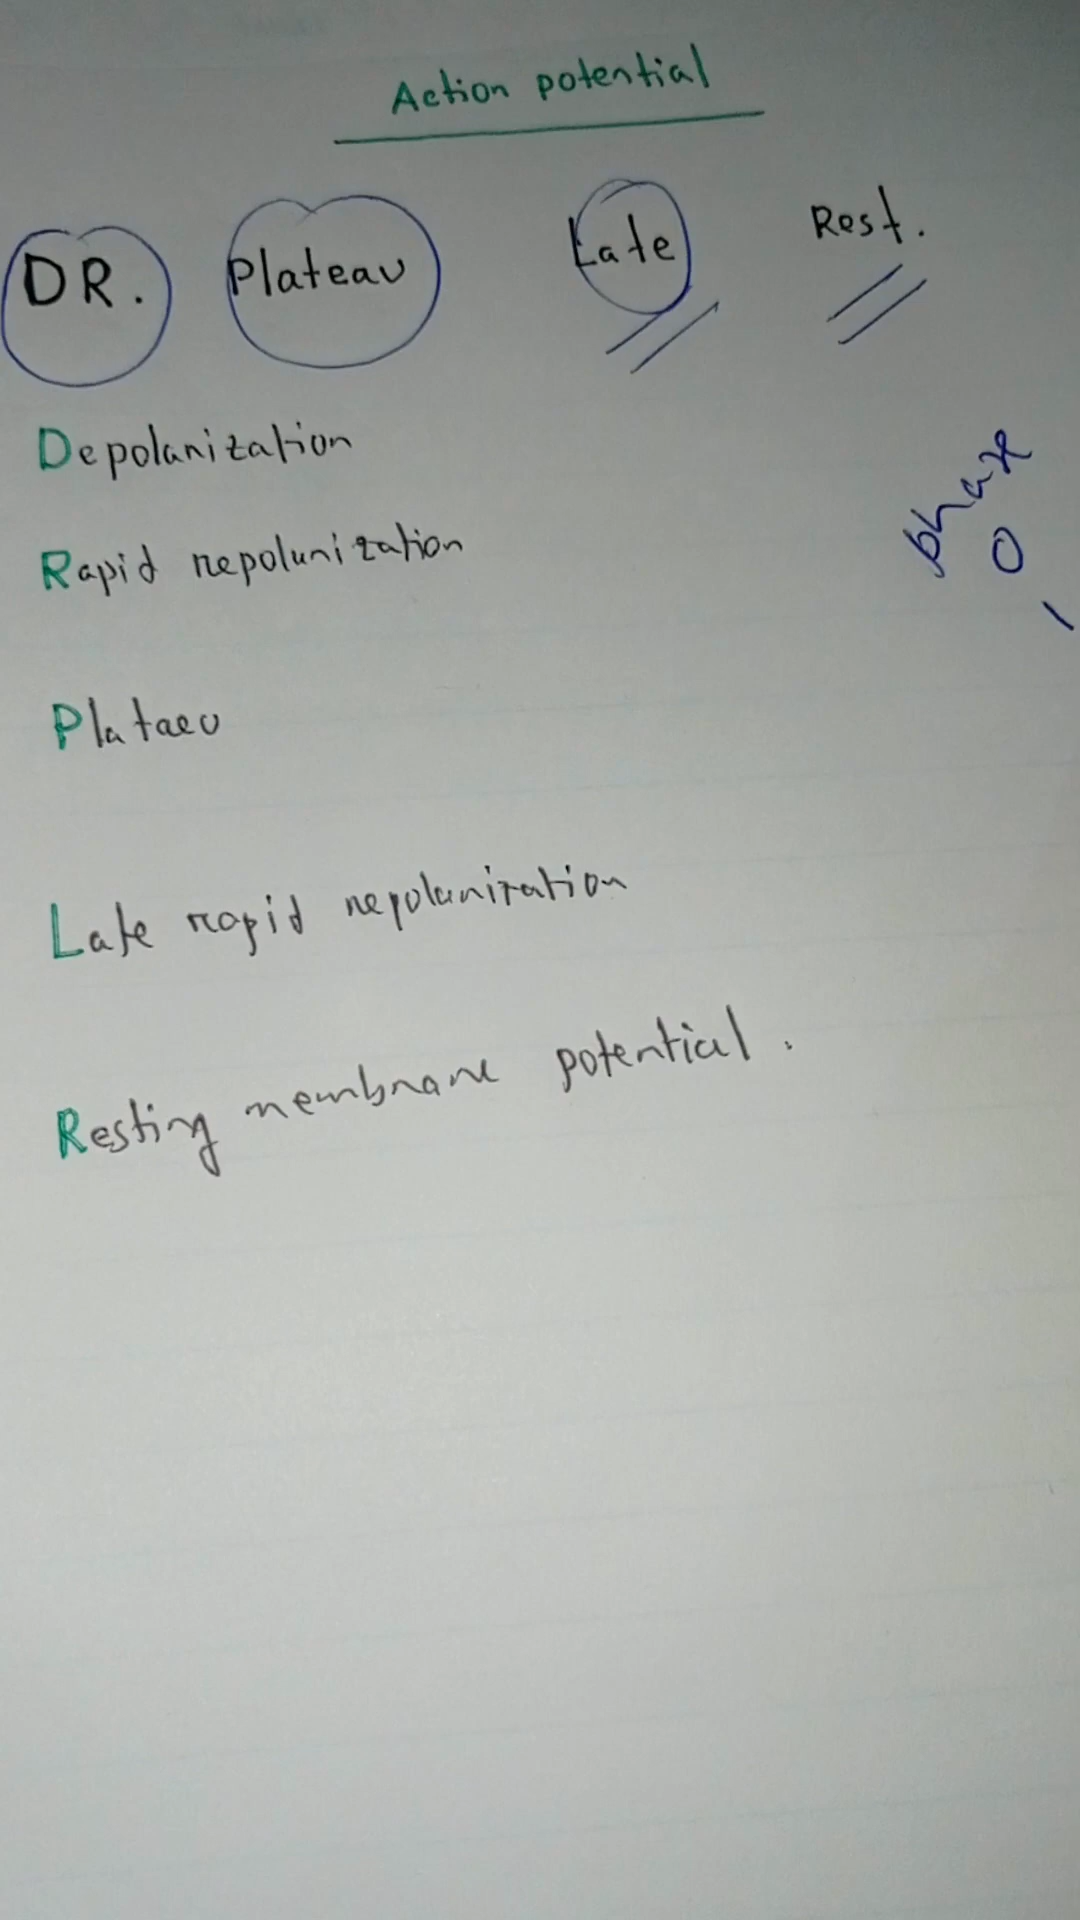 Action potential
DR. Plateau Late Rest.
Depolarization
Rapid repolarization
phase
0
Plataeu
Late rapid repolarization
Resting membrane potential.